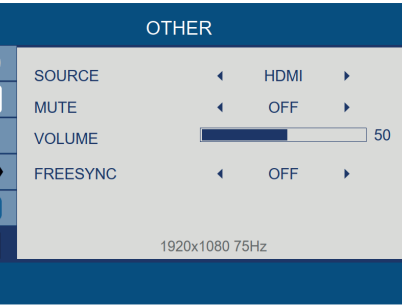 OTHER
SOURCE HDMI
MUTE OFF
VOLUME 50
FREESYNC OFF
1920x1080 75Hz